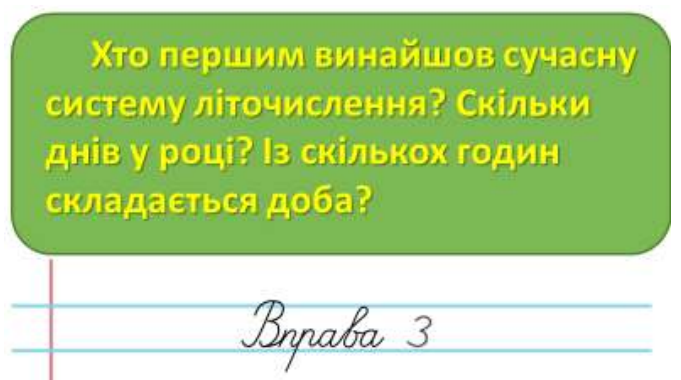 Хто першим винайшов сучасну
систему літочислення? Скільки
днів у році? Із скількох годин
складається доба?
Вправа 3